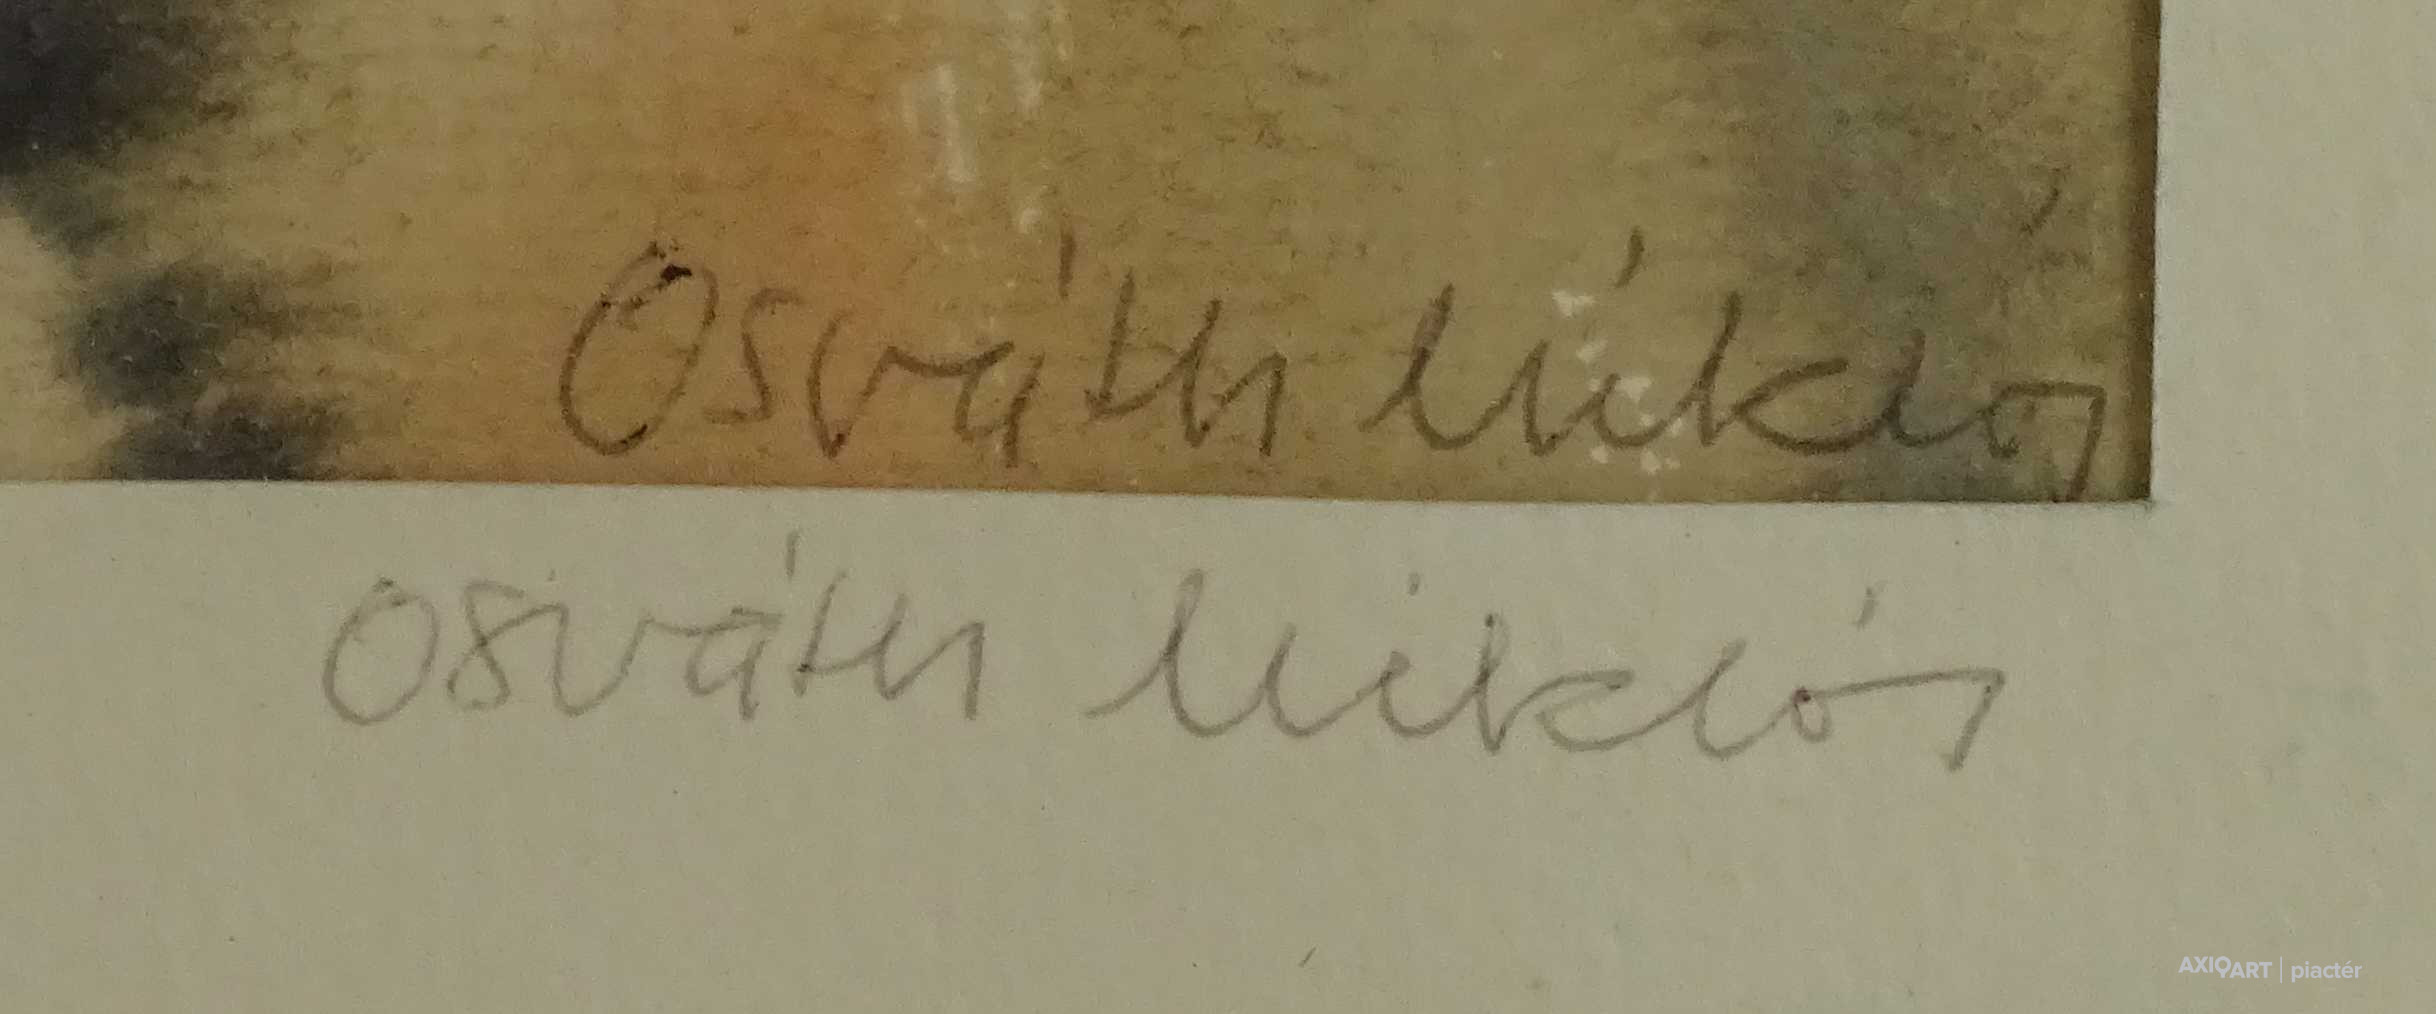 Osváth Miklós
Osváth Miklós
AXIOART | piactér